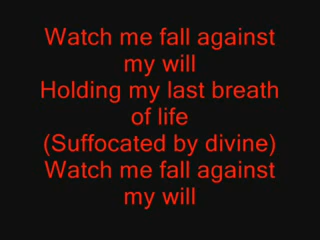 Watch me fall against
my will
Holding my last breath
of life
(Suffocated by divine)
Watch me fall against
my will